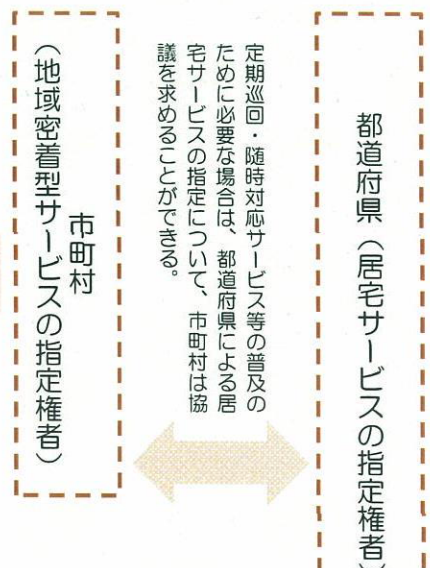 都道府県（居宅サービスの指定権者）
定期巡回・随時対応サービス等の普及の
ために必要な場合は、都道府県による居
宅サービスの指定について、市町村は協
議を求めることができる。
市町村
（地域密着型サービスの指定権者）